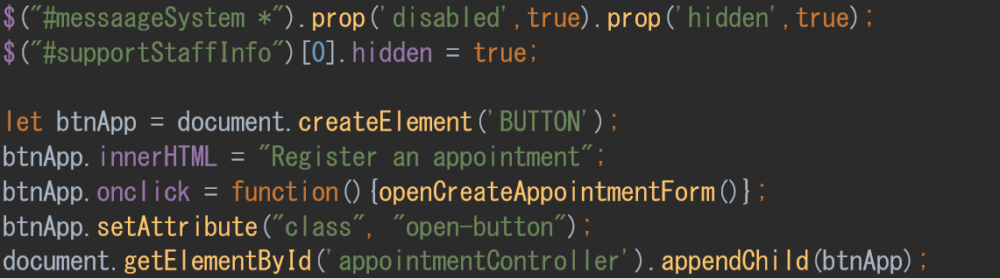 $("#messaageSystem *").prop('disabled',true).prop('hidden',true);
$("#supportStaffInfo")[0].hidden = true;
let btnApp = document.createElement('BUTTON');
btnApp.innerHTML = "Register an appointment";
btnApp.onclick = function(){openCreateAppointmentForm()};
btnApp.setAttribute("class", "open-button");
document.getElementById('appointmentController').appendChild(btnApp);